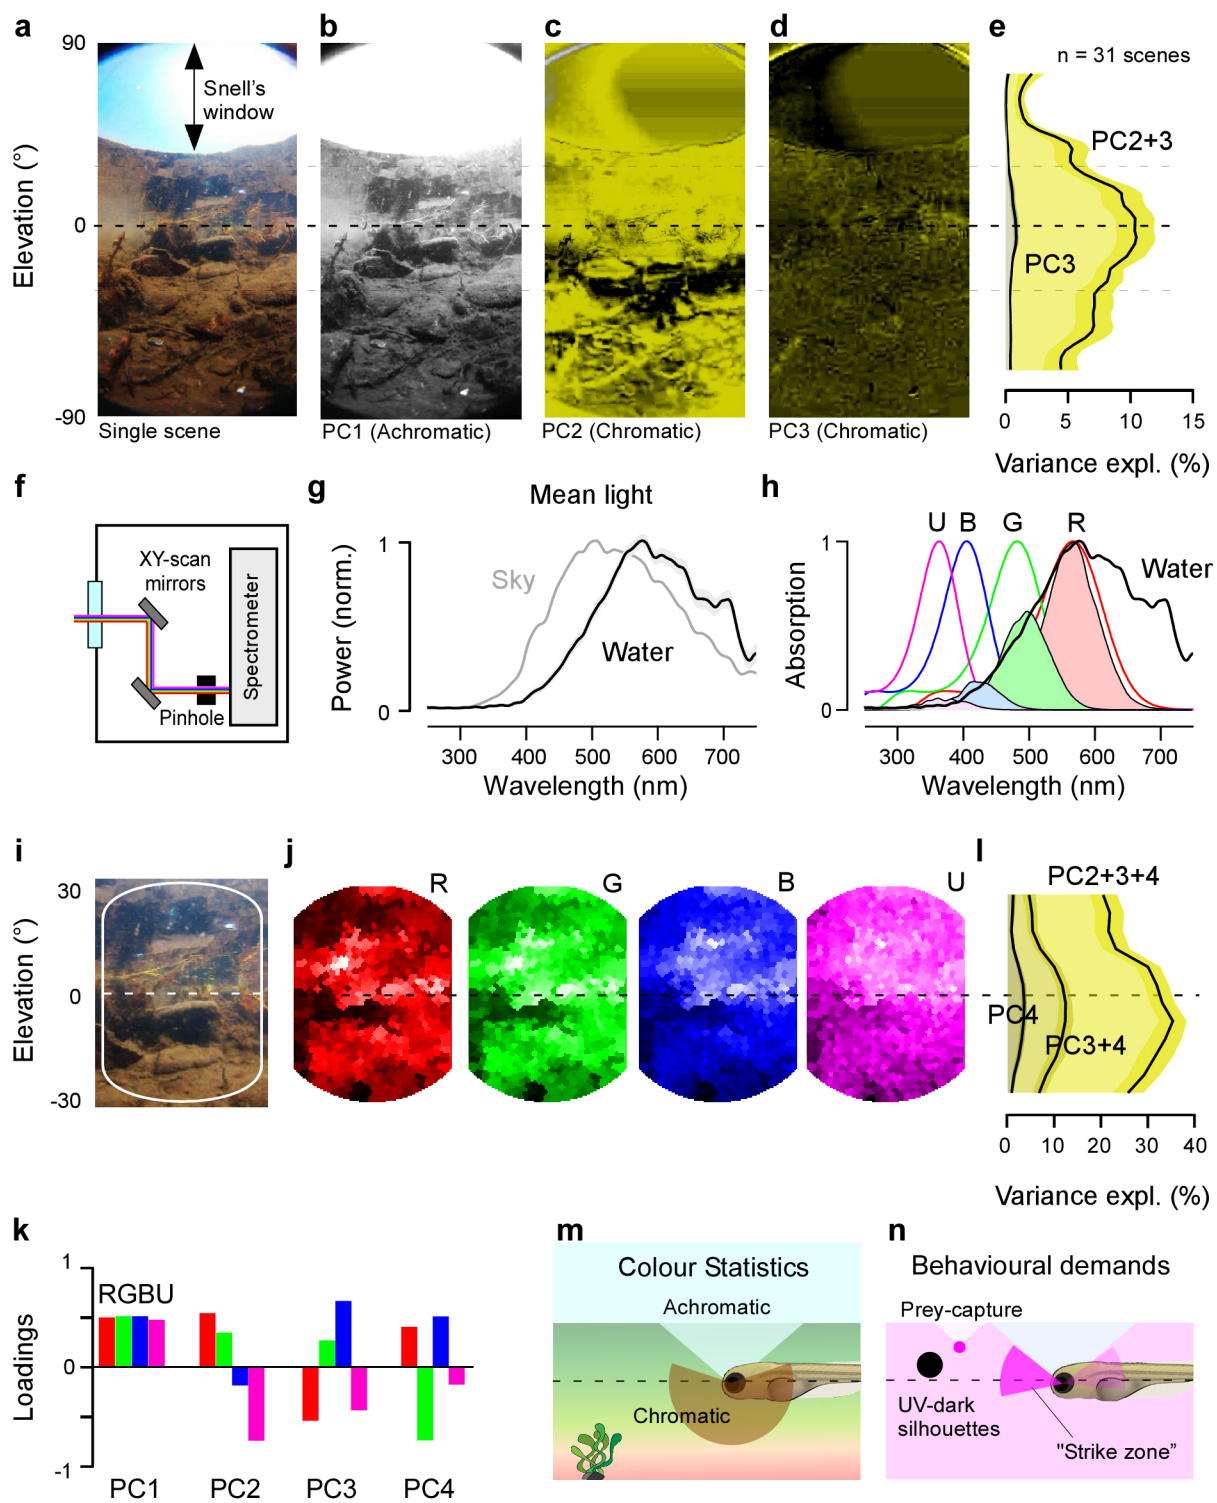 a
b
c
d
e
90
0
-90
Elevation (°)
Snell's
window
Single scene
PC1 (Achromatic)
PC2 (Chromatic)
PC3 (Chromatic)
n = 31 scenes
PC2+3
PC3
0 5 10 15
Variance expl. (%)
f
XY-scan
mirrors
Spectrometer
Pinhole
g
Mean light
Power (norm.)
1
0
Sky
Water
300 400 500 600 700
Wavelength (nm)
h
U B G R
Water
Absorption
1
0
300 400 500 600 700
Wavelength (nm)
i
30
0
-30
Elevation (°)
j
R
G
B
U
l
PC2+3+4
PC4
PC3+4
0 10 20 30 40
Variance expl. (%)
k
1
0
-1
Loadings
RGBU
PC1 PC2 PC3 PC4
m
Colour Statistics
Achromatic
Chromatic
n
Behavioural demands
Prey-capture
UV-dark
silhouettes
"Strike zone”